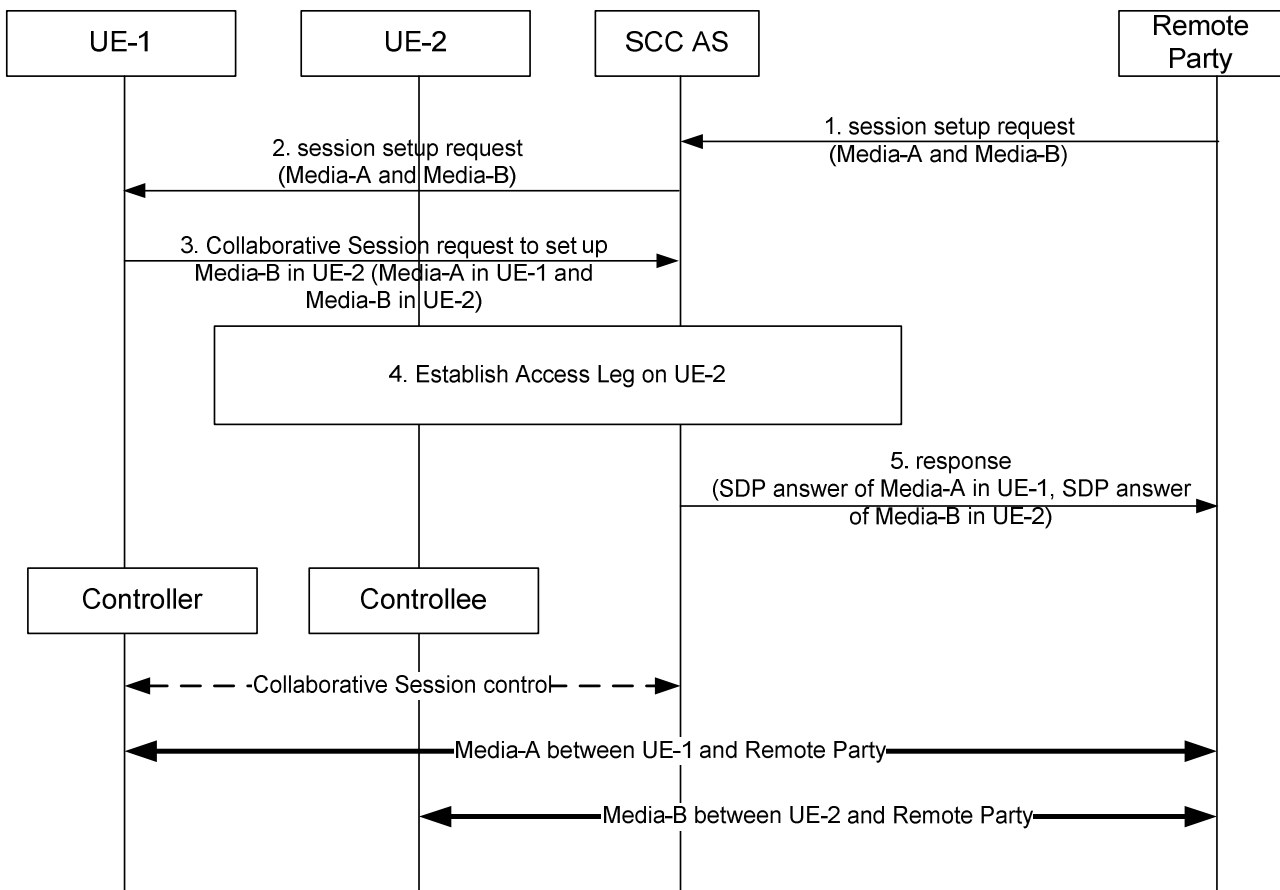 UE-1
UE-2
SCC AS
Remote
Party
1. session setup request
(Media-A and Media-B)
2. session setup request
(Media-A and Media-B)
3. Collaborative Session request to set up
Media-B in UE-2 (Media-A in UE-1 and
Media-B in UE-2)
4. Establish Access Leg on UE-2
5. response
(SDP answer of Media-A in UE-1, SDP answer
of Media-B in UE-2)
Controller
Controllee
Collaborative Session control
Media-A between UE-1 and Remote Party
Media-B between UE-2 and Remote Party